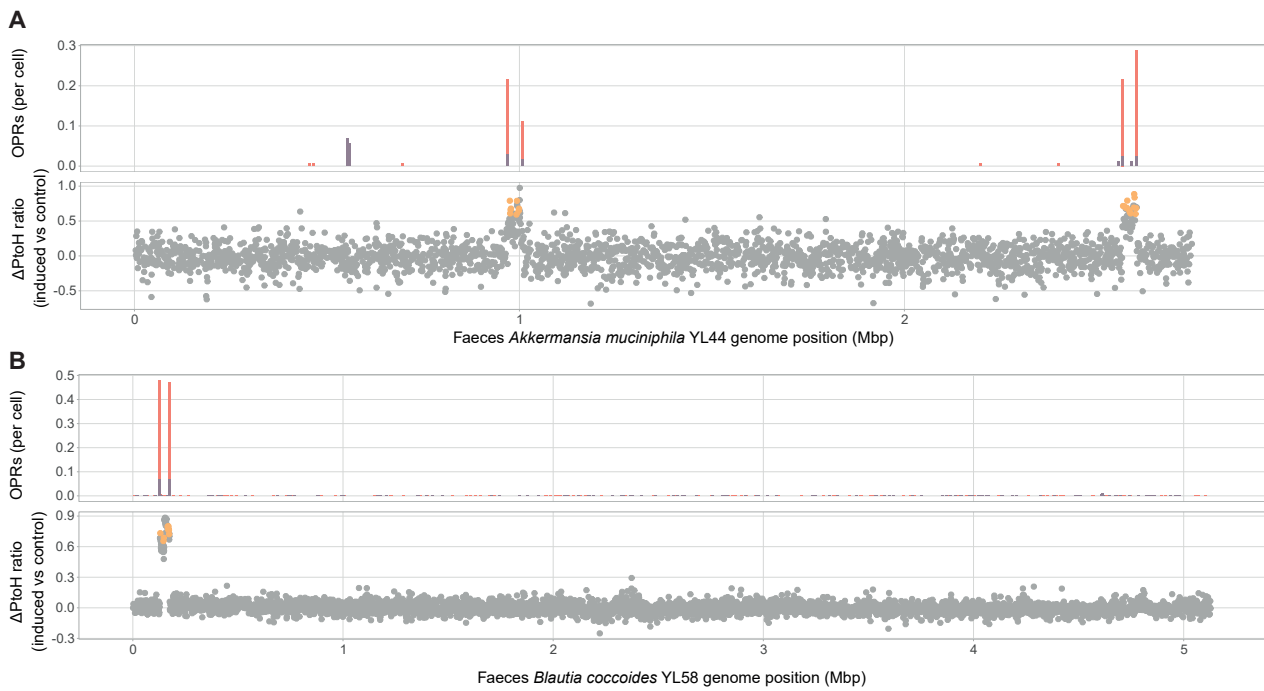 A
OPRs (per cell)
0.3
0.2
0.1
0.0
ΔPtoH ratio
(induced vs control)
1.0
0.5
0.0
-0.5
0
1
2
Faeces Akkermansia muciniphila YL44 genome position (Mbp)
B
OPRs (per cell)
0.5
0.4
0.3
0.2
0.1
0.0
ΔPtoH ratio
(induced vs control)
0.9
0.6
0.3
0.0
-0.3
0
1
2
3
4
5
Faeces Blautia coccoides YL58 genome position (Mbp)